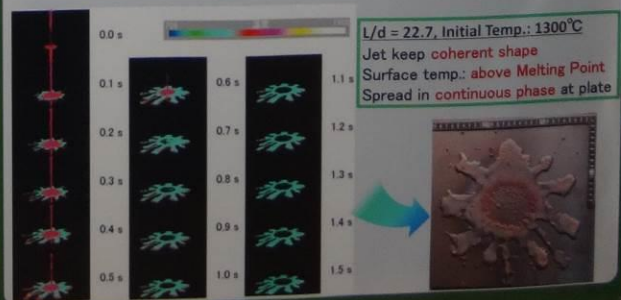 L/d = 22.7, Initial Temp.: 1300℃
Jet keep coherent shape
Surface temp.: above Melting Point
Spread in continuous phase at plate
0.0 s
0.1 s
0.2 s
0.3 s
0.4 s
0.5 s
0.6 s
0.7 s
0.8 s
0.9 s
1.0 s
1.1 s
1.2 s
1.3 s
1.4 s
1.5 s